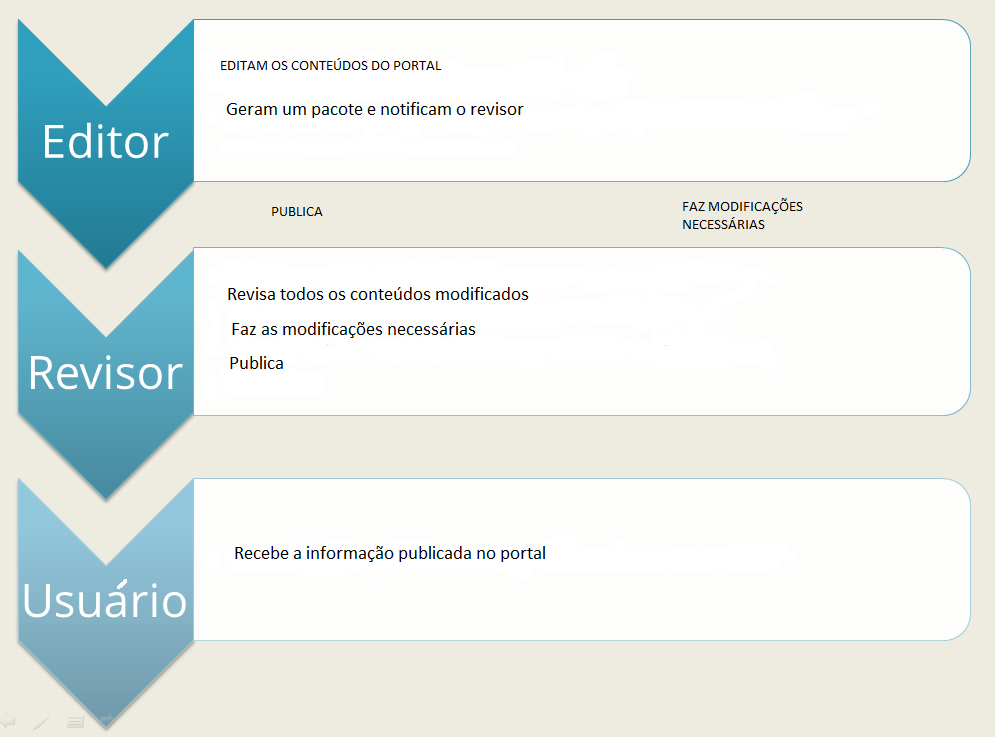 Editor
EDITAM OS CONTEÚDOS DO PORTAL
Geram um pacote e notificam o revisor
PUBLICA
FAZ MODIFICAÇÕES
NECESSÁRIAS
Revisor
Revisa todos os conteúdos modificados
Faz as modificações necessárias
Publica
Usuário
Recebe a informação publicada no portal